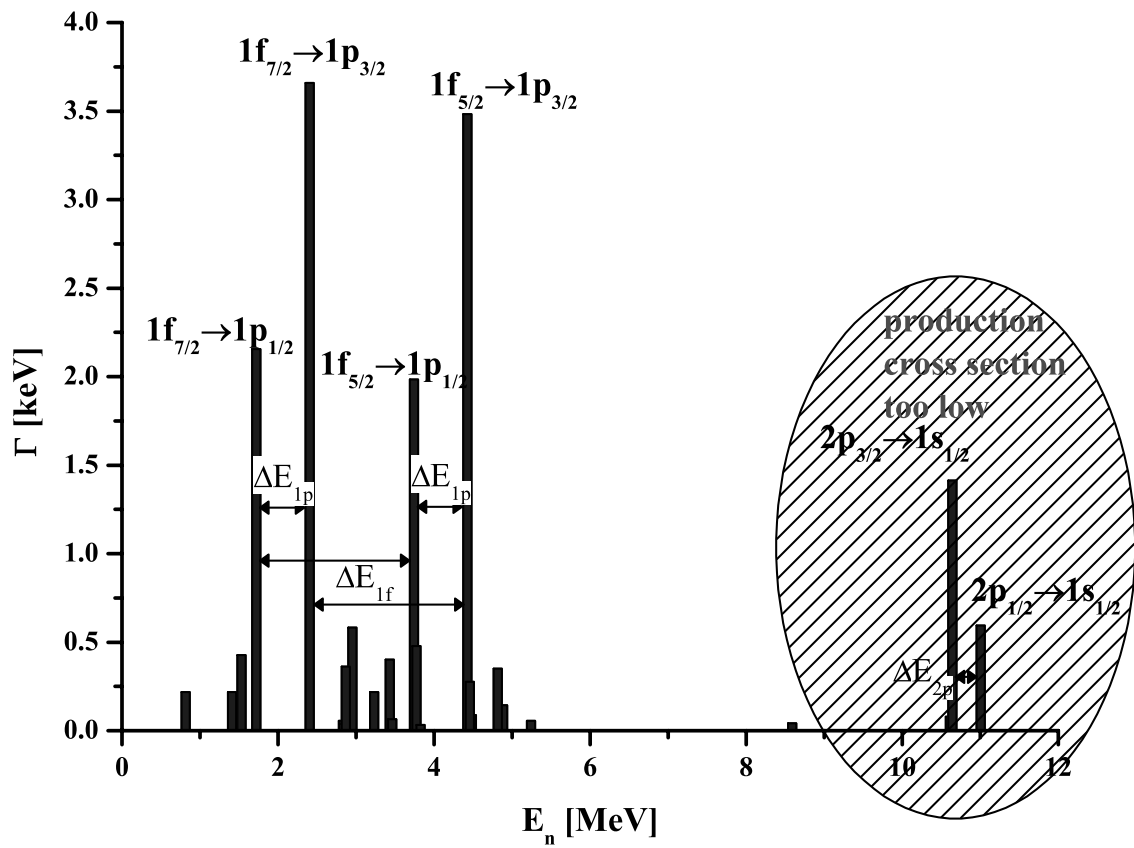 4.0
3.5
3.0
2.5
2.0
1.5
1.0
0.5
0.0
Γ [keV]
1f7/2→1p3/2
1f5/2→1p3/2
1f7/2→1p1/2
1f5/2→1p1/2
ΔE1p
ΔE1p
ΔE1f
production
cross section
too low
2p3/2→1s1/2
2p1/2→1s1/2
ΔE2p
0 2 4 6 8 10 12
En [MeV]